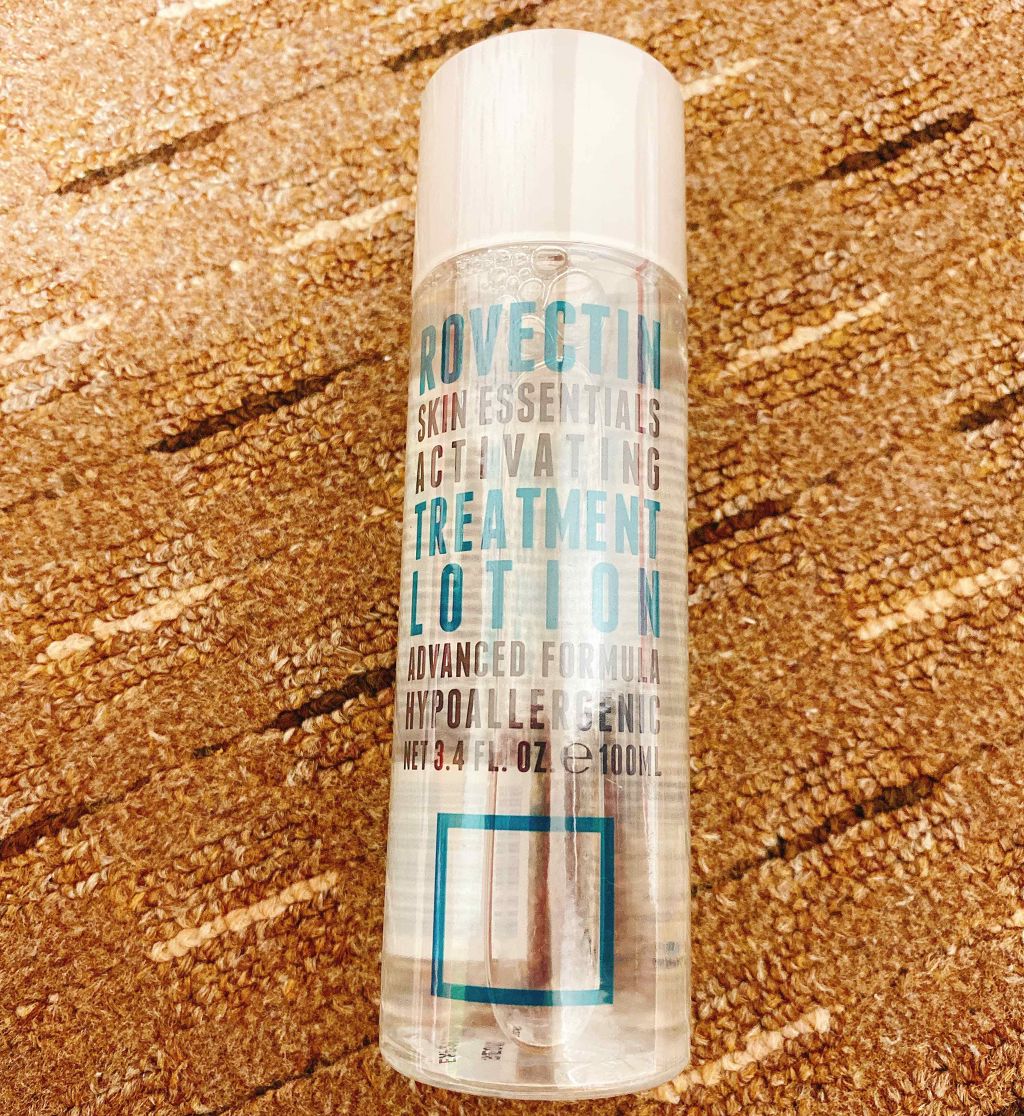 ROVECTIN
SKIN ESSENTIALS
ACTIVATING
TREATMENT
LOTION
ADVANCED FORMULA
HYPOALLERGENIC
NET 3.4 FL. OZ. e 100ML